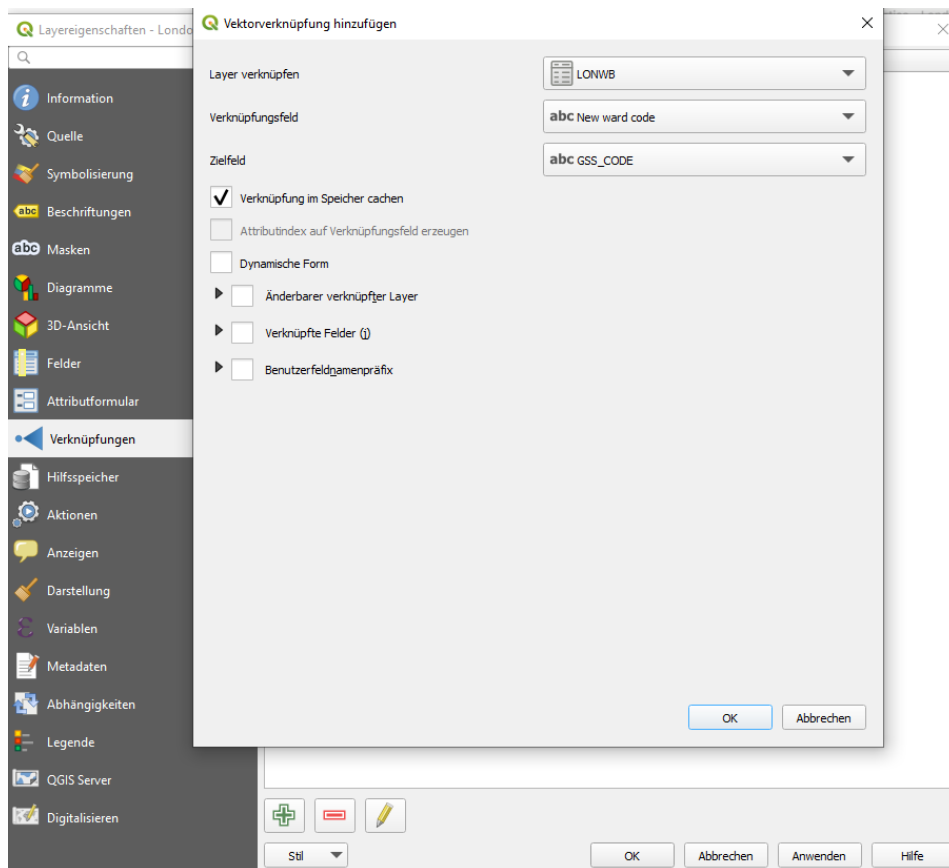 Layereigenschaften - Londo
Vektorverknüpfung hinzufügen
Information
Quelle
Symbolisierung
abc Beschriftungen
abc Masken
Diagramme
3D-Ansicht
Felder
Attributformular
Verknüpfungen
Hilfsspeicher
Aktionen
Anzeigen
Darstellung
Variablen
Metadaten
Abhängigkeiten
Legende
QGIS Server
Digitalisieren
Layer verknüpfen
LONWB
Verknüpfungsfeld
abc New ward code
Zielfeld
abc GSS_CODE
Verknüpfung im Speicher cachen
Attributindex auf Verknüpfungsfeld erzeugen
Dynamische Form
Änderbarer verknüpfter Layer
Verknüpfte Felder (j)
Benutzerfeldnamenpräfix
OK
Abbrechen
Stil
OK
Abbrechen
Anwenden
Hilfe